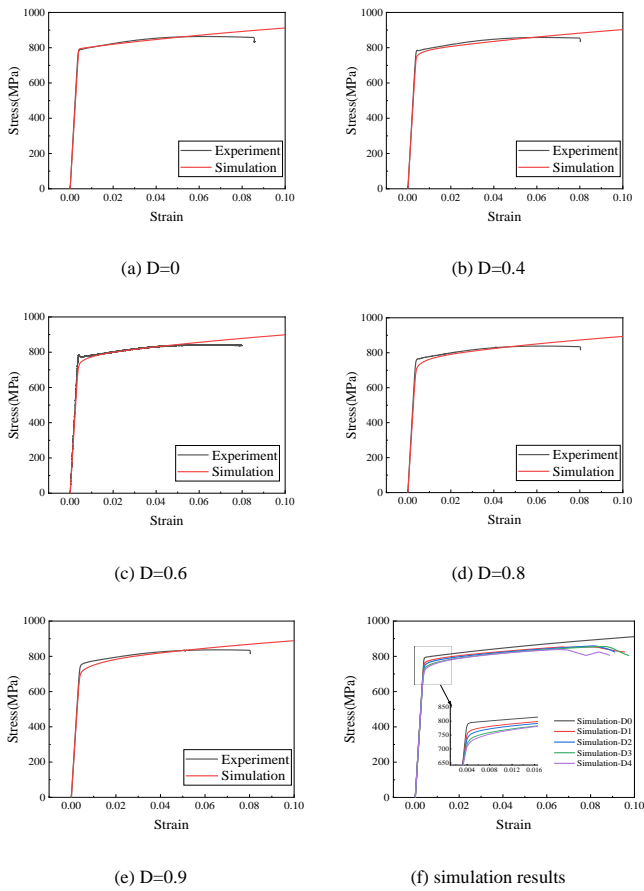 1000
800
600
400
200
0
Stress(MPa)
Experiment
Simulation
0.00 0.02 0.04 0.06 0.08 0.10
Strain
(a) D=0
1000
800
600
400
200
0
Stress(MPa)
Experiment
Simulation
0.00 0.02 0.04 0.06 0.08 0.10
Strain
(b) D=0.4
1000
800
600
400
200
0
Stress(MPa)
Experiment
Simulation
0.00 0.02 0.04 0.06 0.08 0.10
Strain
(c) D=0.6
1000
800
600
400
200
0
Stress(MPa)
Experiment
Simulation
0.00 0.02 0.04 0.06 0.08 0.10
Strain
(d) D=0.8
1000
800
600
400
200
0
Stress(MPa)
Experiment
Simulation
0.00 0.02 0.04 0.06 0.08 0.10
Strain
(e) D=0.9
1000
800
600
400
200
0
Stress(MPa)
850
800
750
700
650
0.004 0.008 0.012 0.016
Simulation-D0
Simulation-D1
Simulation-D2
Simulation-D3
Simulation-D4
0.00 0.02 0.04 0.06 0.08 0.10
Strain
(f) simulation results